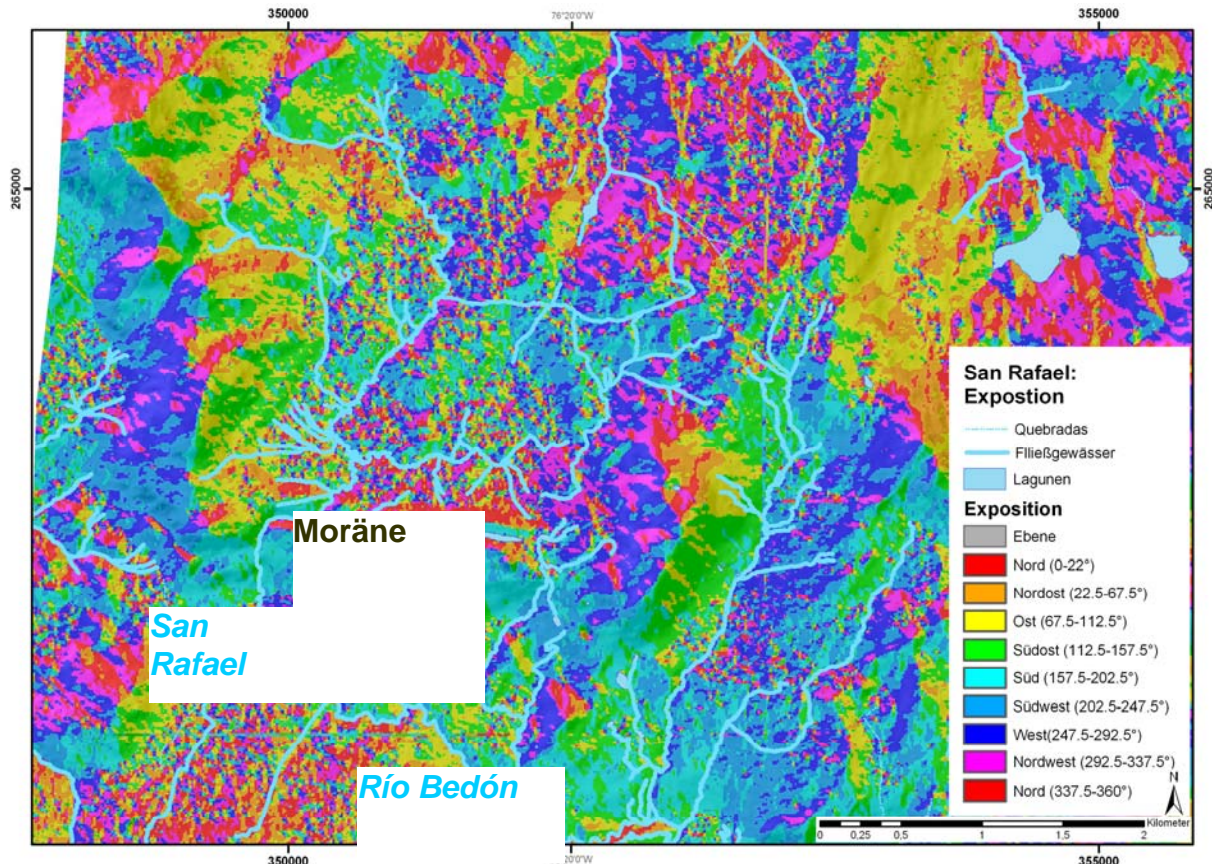 350000
76°20'0"W
355000
265000
265000
San Rafael:
Expostion
Quebradas
Flließgewässer
Lagunen
Exposition
Ebene
Nord (0-22°)
Nordost (22.5-67.5°)
Ost (67.5-112.5°)
Südost (112.5-157.5°)
Süd (157.5-202.5°)
Südwest (202.5-247.5°)
West(247.5-292.5°)
Nordwest (292.5-337.5°)
Nord (337.5-360°)
N
Kilometer
0 0,25 0,5 1 1,5 2
Moräne
San
Rafael
Río Bedón
350000
20'0"W
355000